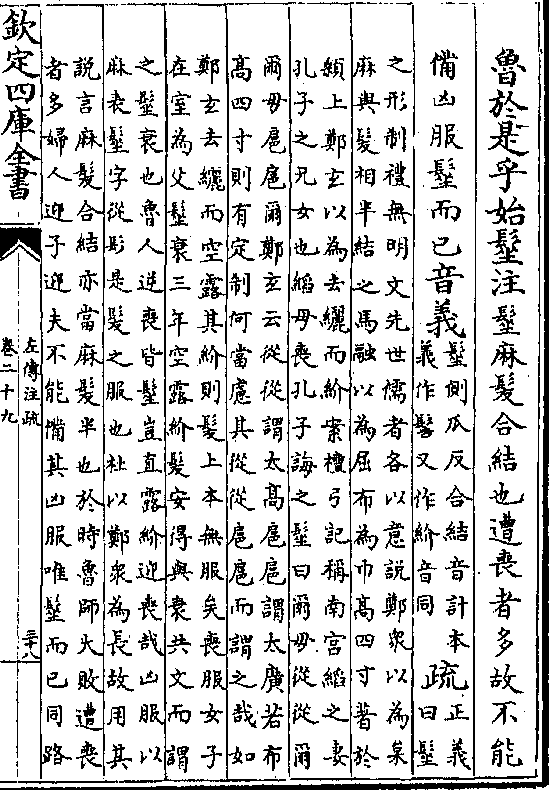 魯於是乎始髽注髽麻髮合結也遭喪者多故不能
備凶服髽而已音義髽側瓜反合結音計本
義作髻又作紒音同疏正義
曰髽
之形制禮無明文先世儒者各以意説鄭衆以為枲
麻與髮相半結之馬融以為屈布為巾髙四寸著於
顙上鄭玄以為去纚而紒案檀弓記稱南宫縚之妻
孔子之兄女也縚母喪孔子誨之髽曰爾毋從從爾
爾毋扈扈爾鄭玄云從從謂太髙扈扈謂太廣若布
髙四寸則有定制何當慮其從從扈扈而謂之哉如
鄭玄去纚而空露其紒則髮上本無服矣喪服女子
在室為父髽衰三年空露紒髮安得與衰共文而謂
之髽衰也魯人逆喪皆髽豈直露紒迎喪哉凶服以
麻表髽字從髟是髮之服也杜以鄭衆為長故用其
説言麻髮合結亦當麻髮半也於時魯師大敗遭喪
者多婦人迎子迎夫不能備其凶服唯髽而已同路
欽定四庫全書
左傳注疏
卷二十九